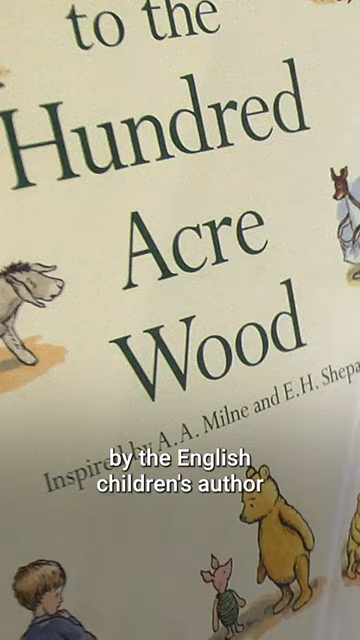 to the
Hundred
Acre
Wood
Inspired by A. A. Milne and E.H. Shepa
by the English
children's author